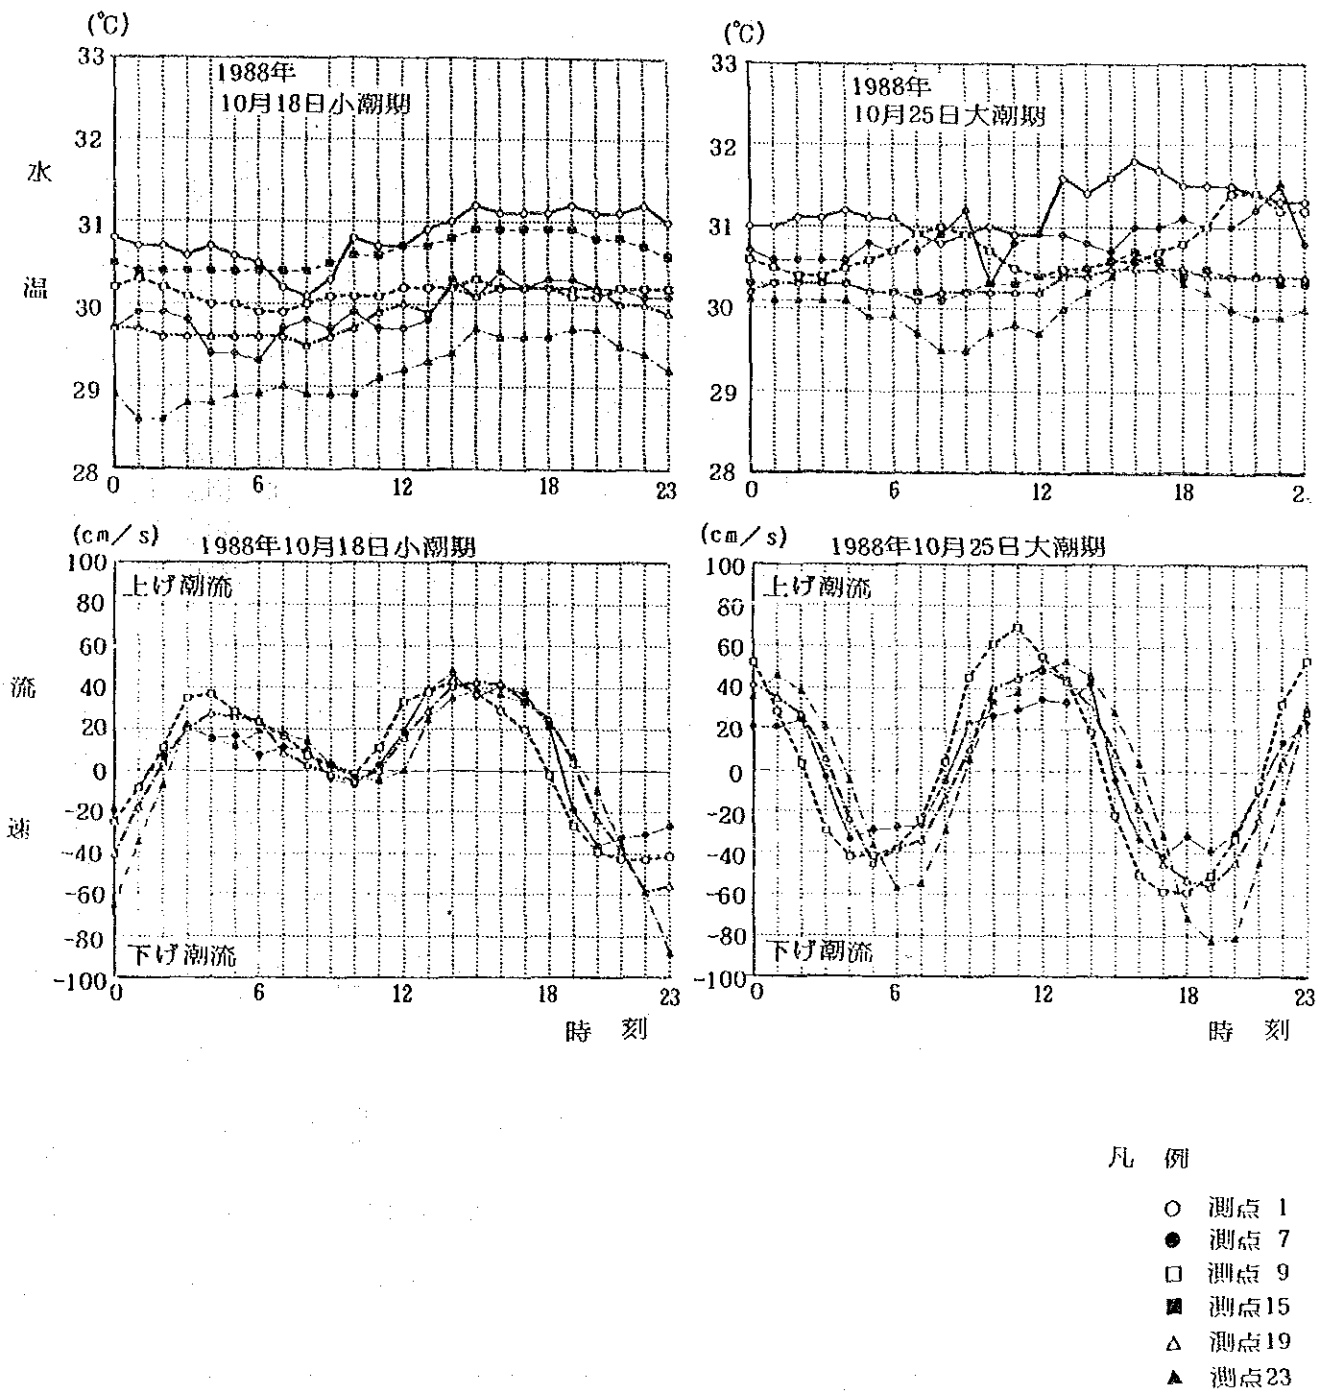 (℃)
33
32
31
30
29
28
0 6 12 18 23
1988年
10月18日小潮期
水温
(℃)
33
32
31
30
29
28
0 6 12 18 2
1988年
10月25日大潮期
(cm/s)
1988年10月18日小潮期
100
80
60
40
20
0
-20
-40
-60
-80
-100
上げ潮流
下げ潮流
0 6 12 18 23
時刻
流速
(cm/s)
1988年10月25日大潮期
100
80
60
40
20
0
-20
-40
-60
-80
-100
上げ潮流
下げ潮流
0 6 12 18 23
時刻
凡例
測点 1
測点 7
測点 9
測点15
測点19
測点23